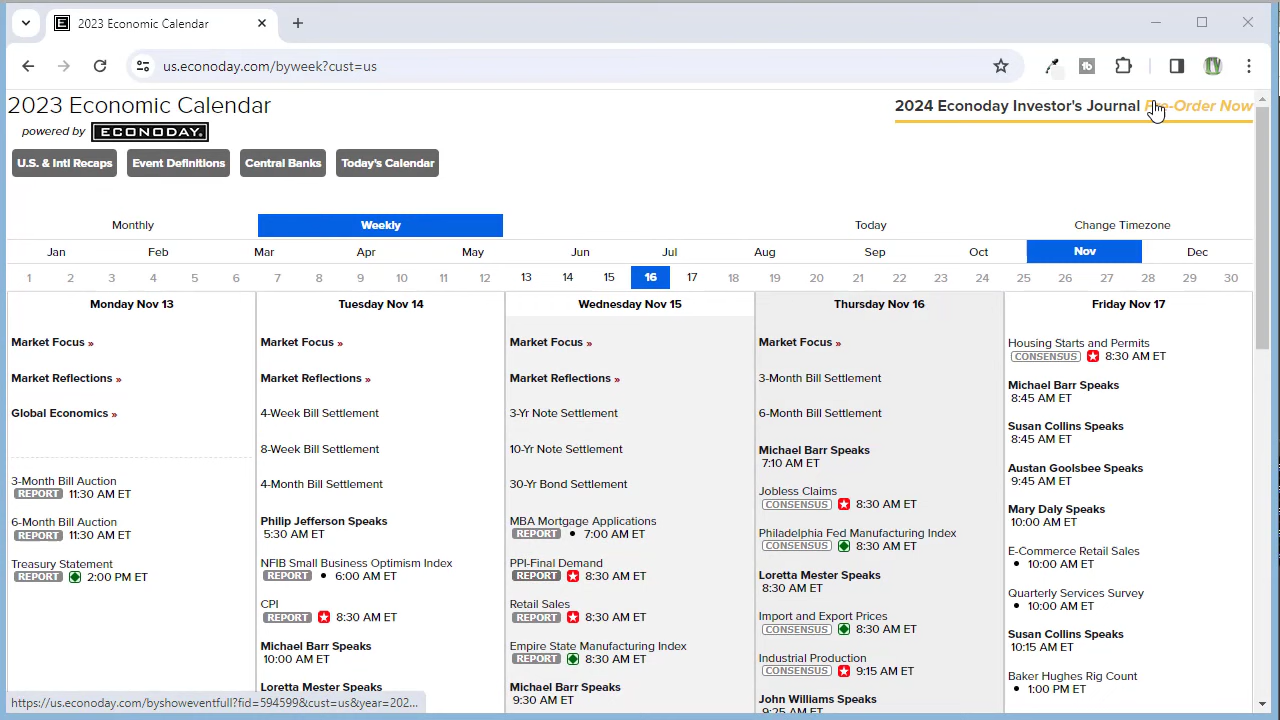 2023 Economic Calendar
us.econoday.com/byweek?cust=us
2023 Economic Calendar
powered by ECONODAY.
2024 Econoday Investor's Journal Pre-Order Now
U.S. & Intl Recaps
Event Definitions
Central Banks
Today's Calendar
Monthly
Weekly
Today
Change Timezone
Jan Feb Mar Apr May Jun Jul Aug Sep Oct Nov Dec
1 2 3 4 5 6 7 8 9 10 11 12 13 14 15 16 17 18 19 20 21 22 23 24 25 26 27 28 29 30
Monday Nov 13
Market Focus »
Market Reflections »
Global Economics »
3-Month Bill Auction
REPORT 11:30 AM ET
6-Month Bill Auction
REPORT 11:30 AM ET
Treasury Statement
REPORT 2:00 PM ET
Tuesday Nov 14
Market Focus »
Market Reflections »
4-Week Bill Settlement
8-Week Bill Settlement
4-Month Bill Settlement
Philip Jefferson Speaks
5:30 AM ET
NFIB Small Business Optimism Index
REPORT • 6:00 AM ET
CPI
REPORT 8:30 AM ET
Michael Barr Speaks
10:00 AM ET
Loretta Mester Speaks
Wednesday Nov 15
Market Focus »
Market Reflections »
3-Yr Note Settlement
10-Yr Note Settlement
30-Yr Bond Settlement
MBA Mortgage Applications
REPORT • 7:00 AM ET
PPI-Final Demand
REPORT 8:30 AM ET
Retail Sales
REPORT 8:30 AM ET
Empire State Manufacturing Index
REPORT 8:30 AM ET
Michael Barr Speaks
9:30 AM ET
Thursday Nov 16
Market Focus »
3-Month Bill Settlement
6-Month Bill Settlement
Michael Barr Speaks
7:10 AM ET
Jobless Claims
CONSENSUS 8:30 AM ET
Philadelphia Fed Manufacturing Index
CONSENSUS 8:30 AM ET
Loretta Mester Speaks
8:30 AM ET
Import and Export Prices
CONSENSUS 8:30 AM ET
Industrial Production
CONSENSUS 9:15 AM ET
John Williams Speaks
9:25 AM ET
Friday Nov 17
Housing Starts and Permits
CONSENSUS 8:30 AM ET
Michael Barr Speaks
8:45 AM ET
Susan Collins Speaks
8:45 AM ET
Austan Goolsbee Speaks
9:45 AM ET
Mary Daly Speaks
10:00 AM ET
E-Commerce Retail Sales
• 10:00 AM ET
Quarterly Services Survey
• 10:00 AM ET
Susan Collins Speaks
10:15 AM ET
Baker Hughes Rig Count
• 1:00 PM ET
https://us.econoday.com/byshoweventfull?fid=594599&cust=us&year=202...